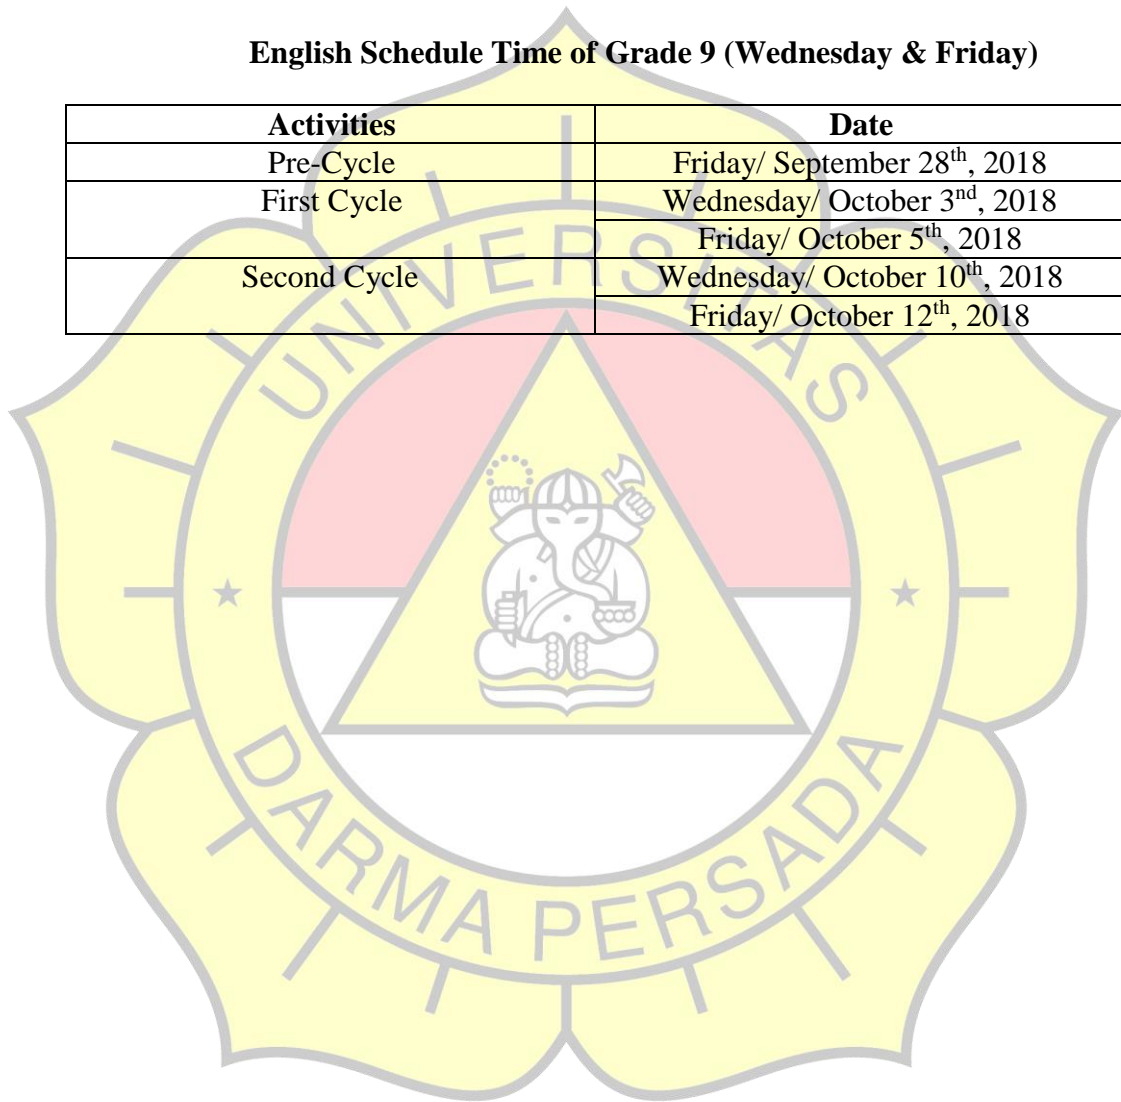 English Schedule Time of Grade 9 (Wednesday & Friday)
Activities Date
Pre-Cycle Friday/ September 28th, 2018
First Cycle Wednesday/ October 3nd, 2018
Friday/ October 5th, 2018
Second Cycle Wednesday/ October 10th, 2018
Friday/ October 12th, 2018
UNIVERSITAS
DARMA PERSADA